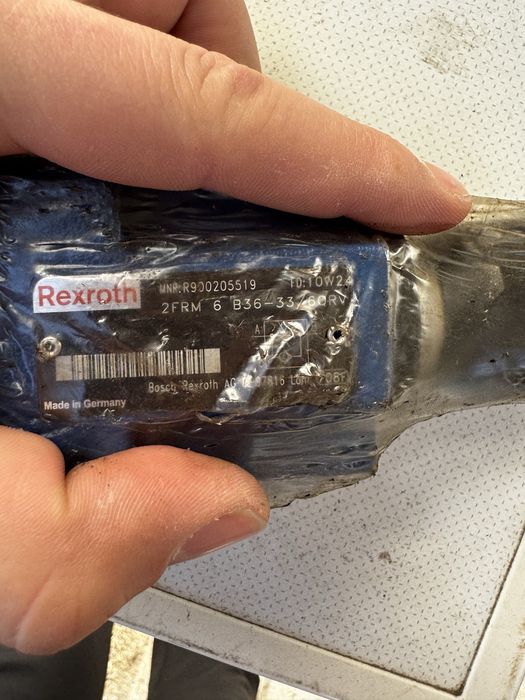 Rexroth
MNR:R900205519 FD:10W24
2FRM 6 B36-33/6QRV
A
Bosch Rexroth AG
Made in Germany